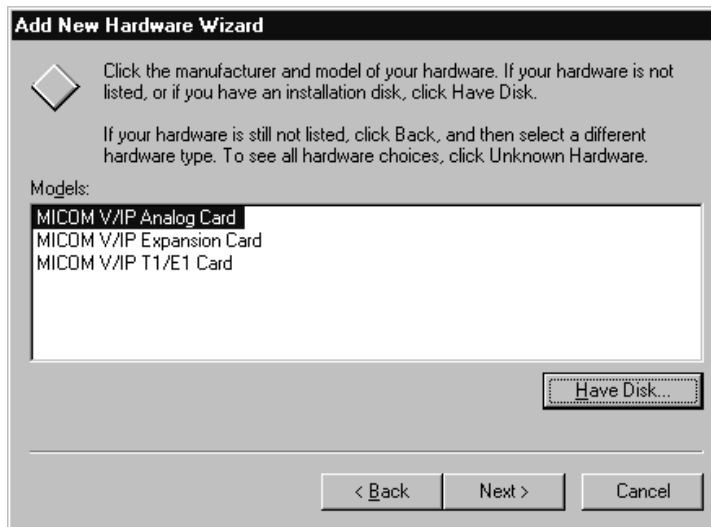 Add New Hardware Wizard
Click the manufacturer and model of your hardware. If your hardware is not
listed, or if you have an installation disk, click Have Disk.
If your hardware is still not listed, click Back, and then select a different
hardware type. To see all hardware choices, click Unknown Hardware.
Models:
MICOM V/IP Analog Card
MICOM V/IP Expansion Card
MICOM V/IP T1/E1 Card
Have Disk...
< Back
Next >
Cancel